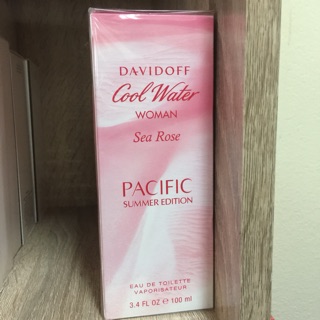 DAVIDOFF
Cool Water
WOMAN
Sea Rose
PACIFIC
SUMMER EDITION
EAU DE TOILETTE
VAPORISATEUR
3.4 FL OZ ℮ 100 ml